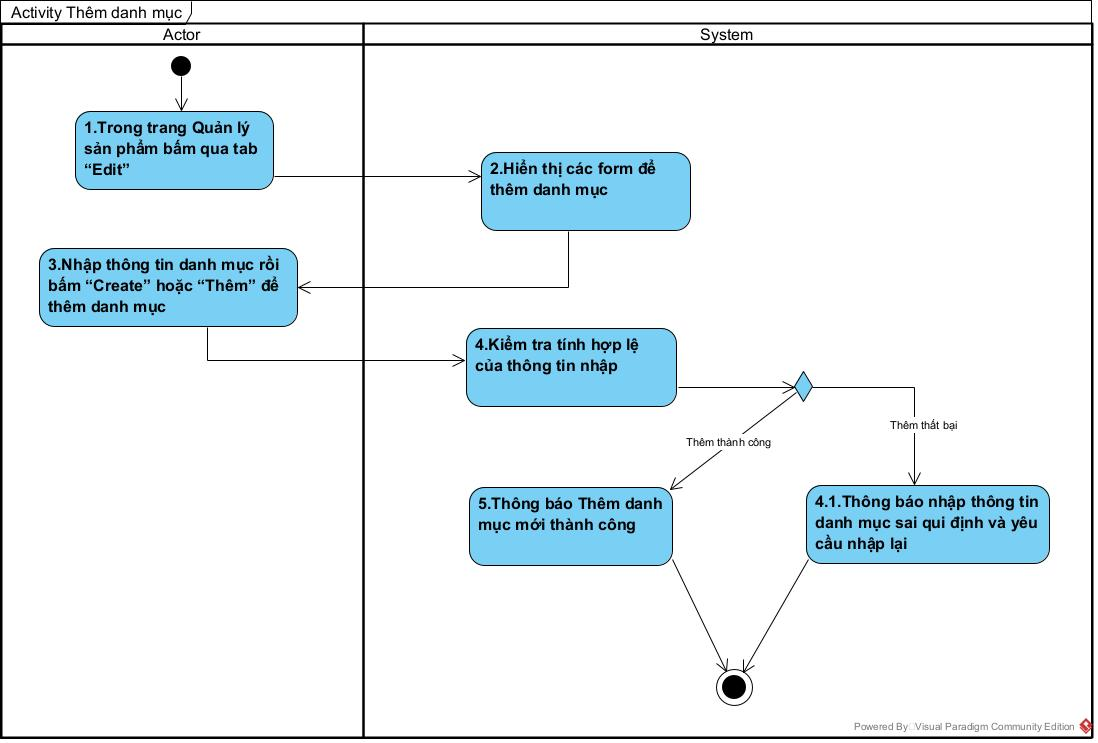 Activity Thêm danh mục
Actor
System
1.Trong trang Quản lý
sản phẩm bấm qua tab
“Edit”
2.Hiển thị các form để
thêm danh mục
3.Nhập thông tin danh mục rồi
bấm “Create” hoặc “Thêm” để
thêm danh mục
4.Kiểm tra tính hợp lệ
của thông tin nhập
Thêm thành công
Thêm thất bại
5.Thông báo Thêm danh
mục mới thành công
4.1.Thông báo nhập thông tin
danh mục sai qui định và yêu
cầu nhập lại
Powered By Visual Paradigm Community Edition